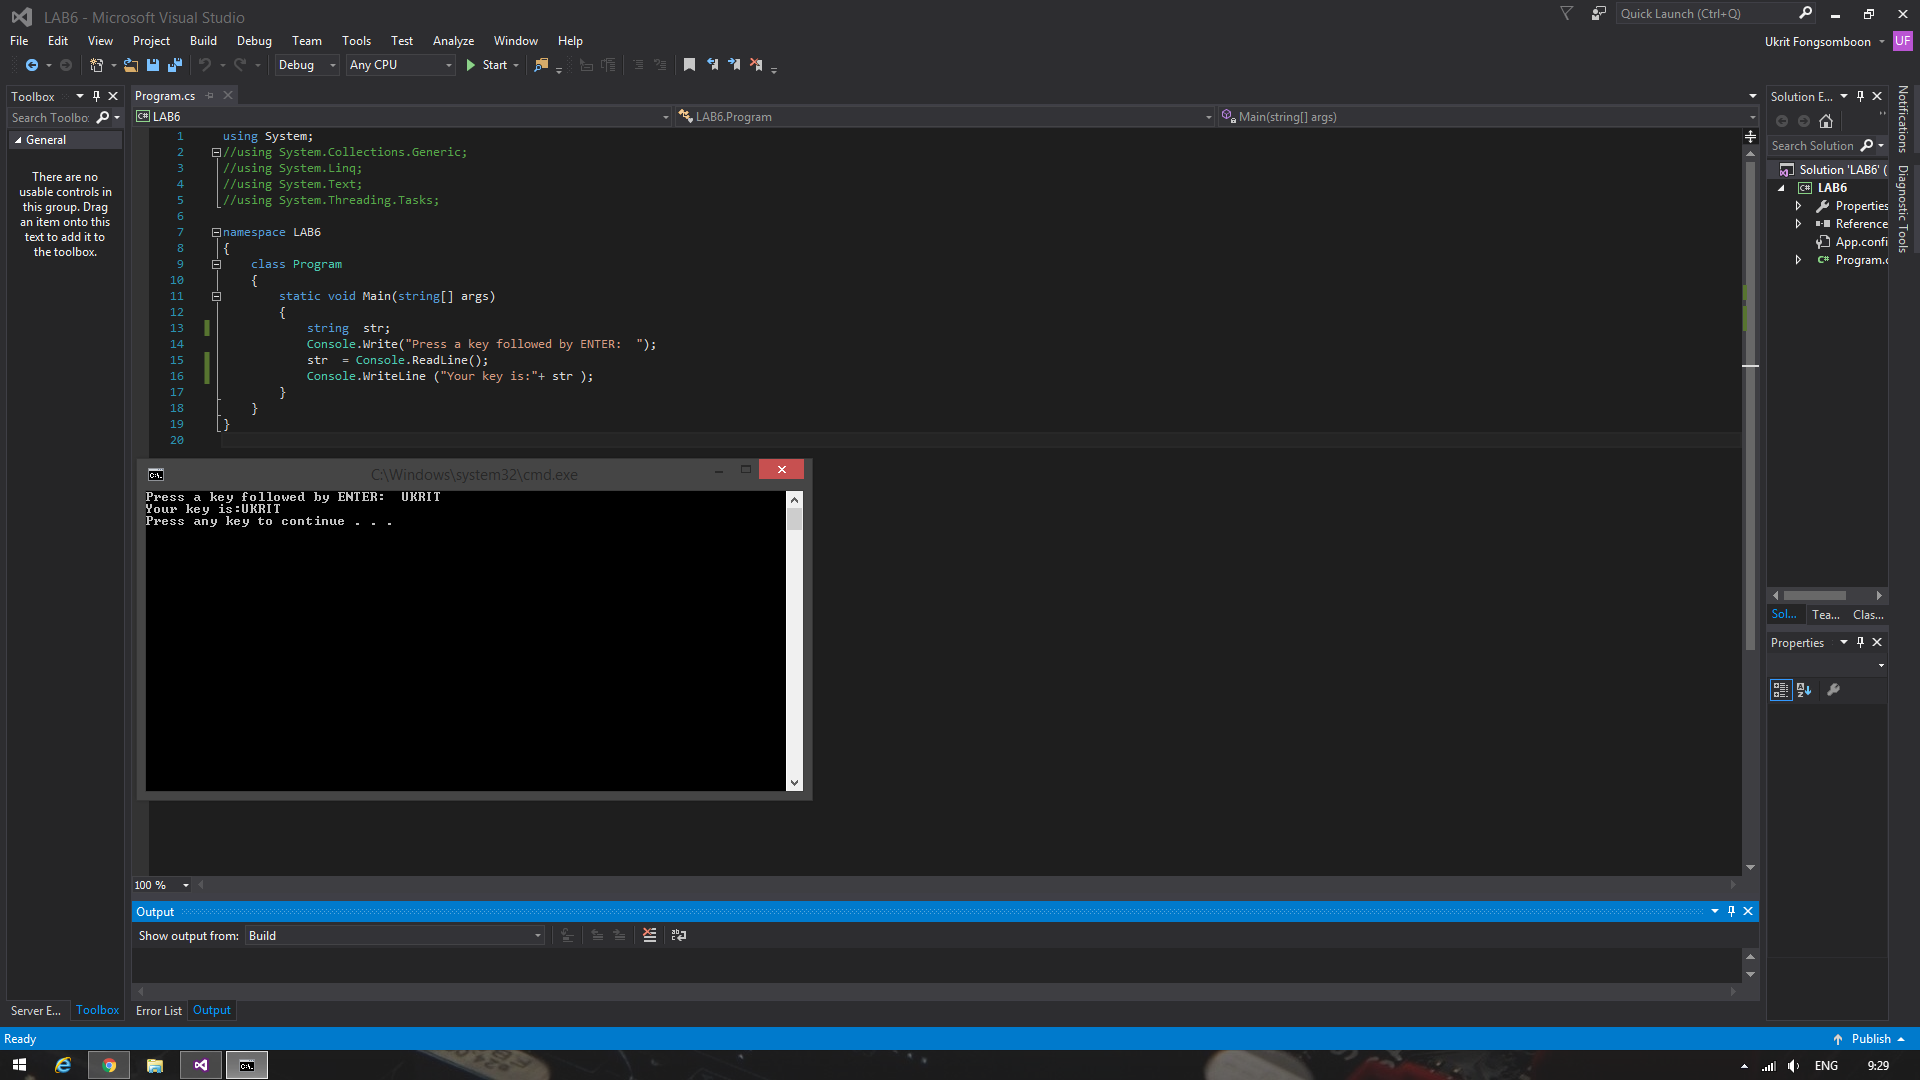 LAB6 - Microsoft Visual Studio
Quick Launch (Ctrl+Q)
File Edit View Project Build Debug Team Tools Test Analyze Window Help
Ukrit Fongsomboon UF
Debug Any CPU Start
Toolbox
Search Toolbo
General
There are no
usable controls in
this group. Drag
an item onto this
text to add it to
the toolbox.
Program.cs
C# LAB6 LAB6.Program Main(string[] args)
1 using System;
2 //using System.Collections.Generic;
3 //using System.Linq;
4 //using System.Text;
5 //using System.Threading.Tasks;
6
7 namespace LAB6
8 {
9 class Program
10 {
11 static void Main(string[] args)
12 {
13 string  str;
14 Console.Write("Press a key followed by ENTER:  ");
15 str  = Console.ReadLine();
16 Console.WriteLine ("Your key is:"+ str );
17 }
18 }
19 }
20
C:\Windows\system32\cmd.exe
Press a key followed by ENTER:  UKRIT
Your key is:UKRIT
Press any key to continue . . .
100 %
Output
Show output from: Build
Server E... Toolbox
Error List Output
Solution E...
Search Solution
Solution 'LAB6' (
C# LAB6
Properties
Reference
App.confi
C# Program.c
Sol... Tea... Clas...
Properties
Notifications
Diagnostic Tools
Ready
Publish
ENG 9:29